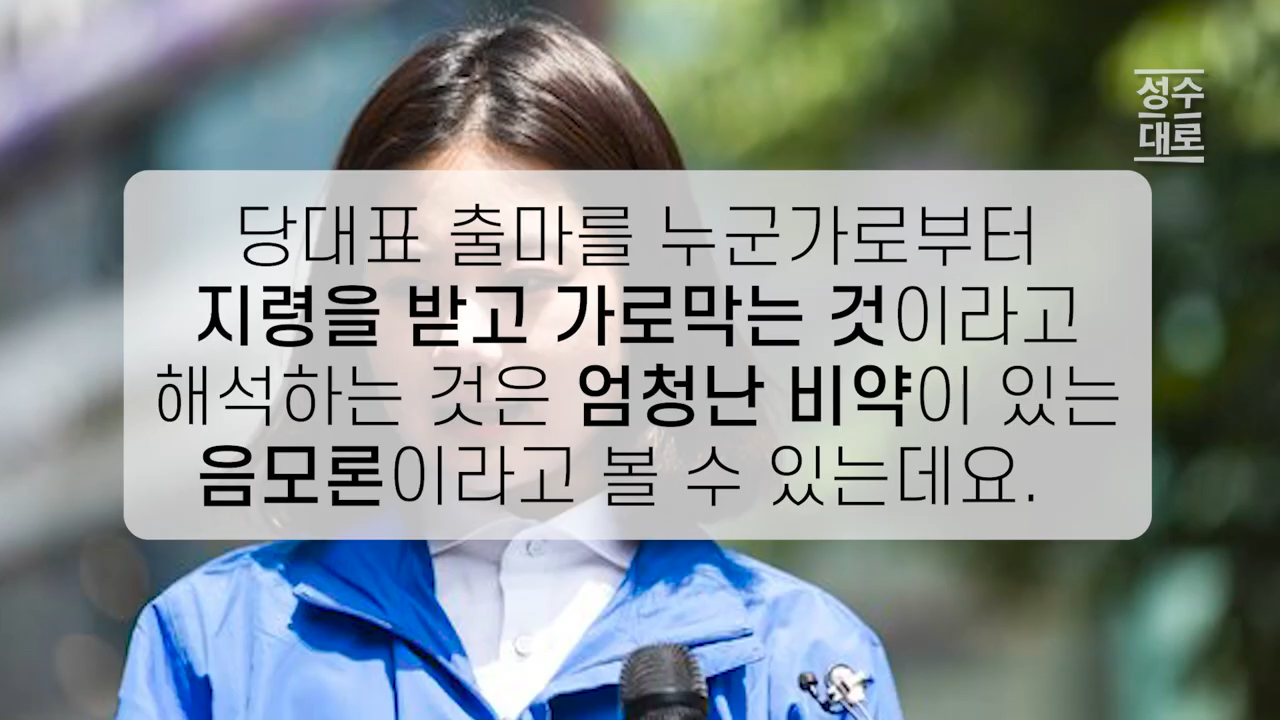 성수
대로
당대표 출마를 누군가로부터
지령을 받고 가로막는 것이라고
해석하는 것은 엄청난 비약이 있는
음모론이라고 볼 수 있는데요.